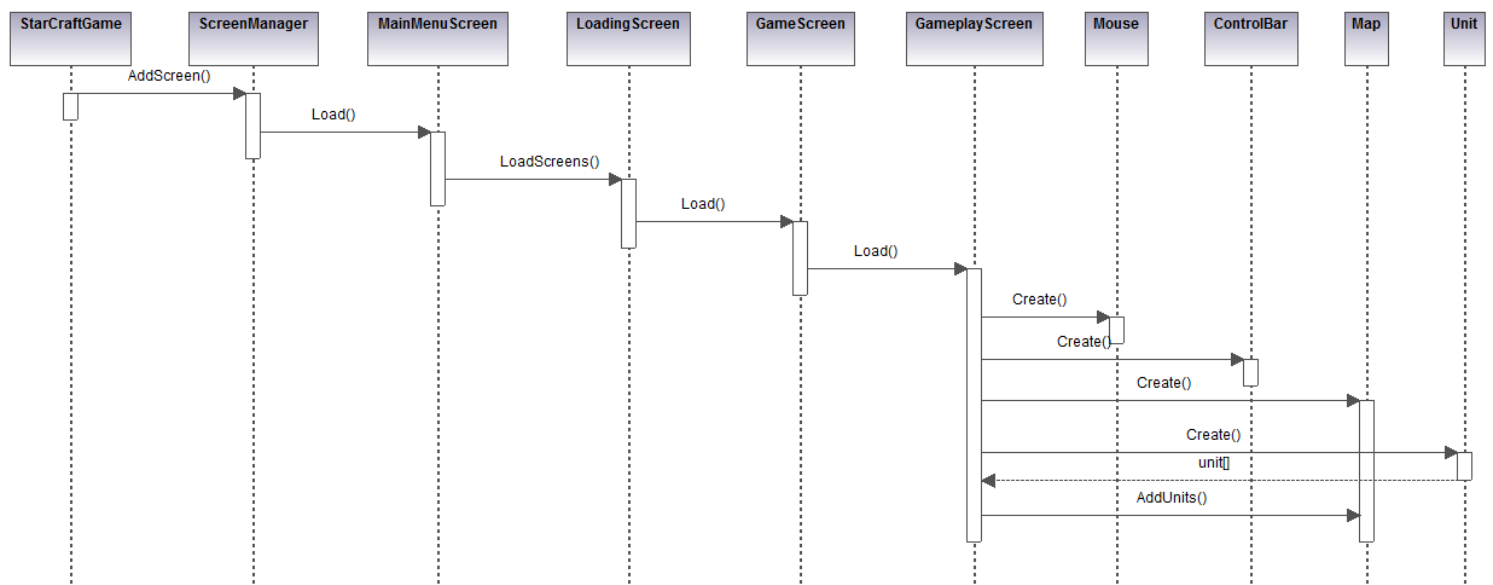 StarCraftGame
ScreenManager
MainMenuScreen
LoadingScreen
GameScreen
GameplayScreen
Mouse
ControlBar
Map
Unit
AddScreen()
Load()
LoadScreens()
Load()
Load()
Create()
Create()
Create()
Create()
unit[]
AddUnits()